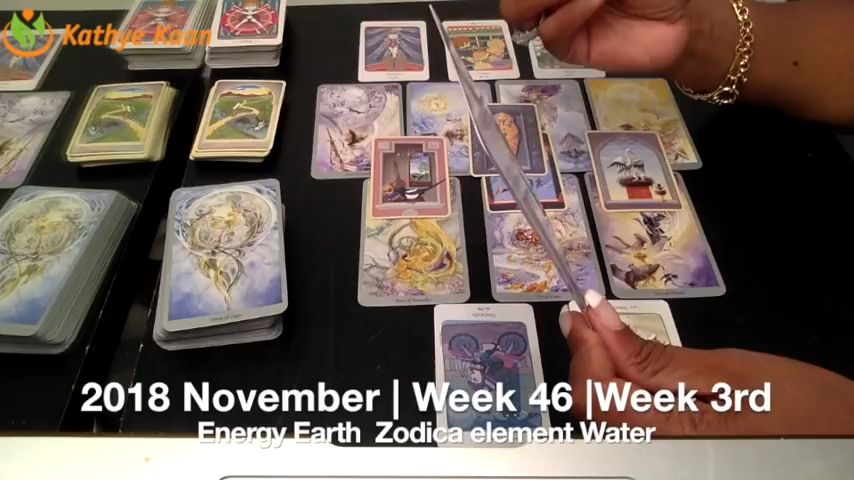 Kathye Kaan
2018 November | Week 46 |Week 3rd
Energy Earth Zodica element Water